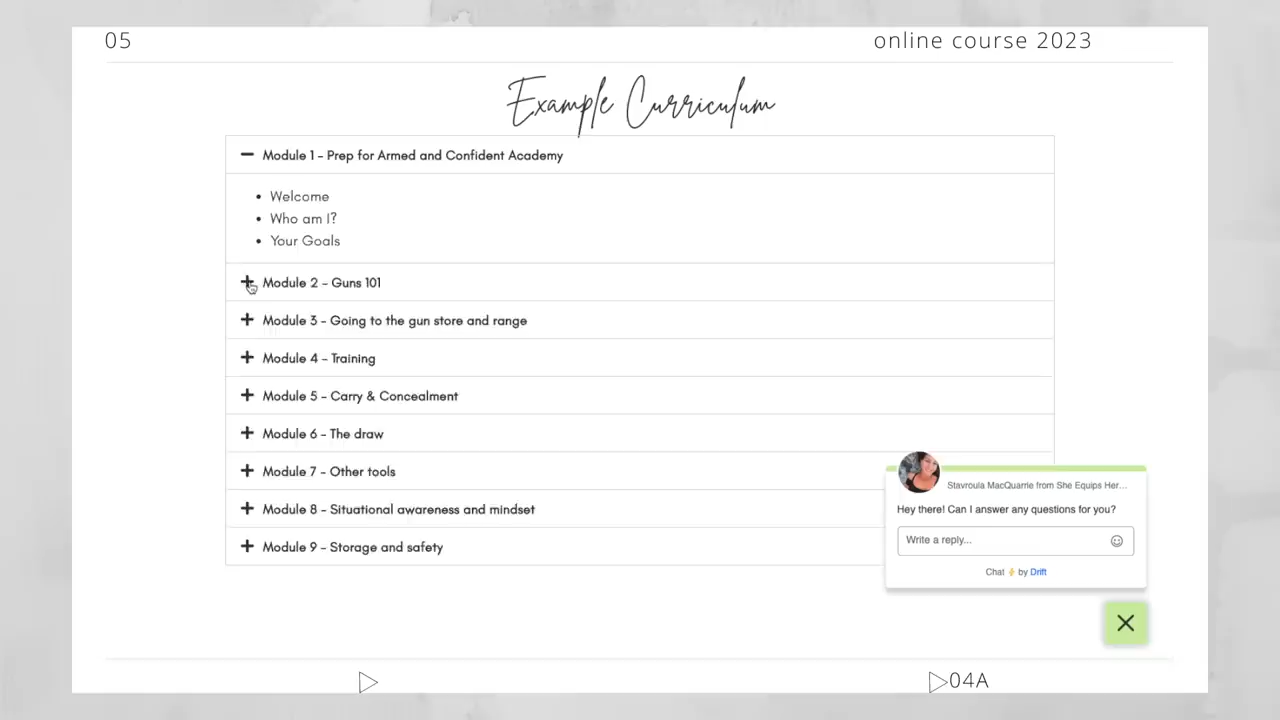 05
online course 2023
Example Curriculum
Module 1 - Prep for Armed and Confident Academy
Welcome
Who am I?
Your Goals
Module 2 - Guns 101
Module 3 - Going to the gun store and range
Module 4 - Training
Module 5 - Carry & Concealment
Module 6 - The draw
Module 7 - Other tools
Module 8 - Situational awareness and mindset
Module 9 - Storage and safety
Stavroula MacQuarrie from She Equips Her...
Hey there! Can I answer any questions for you?
Write a reply...
Chat ⚡ by Drift
04A